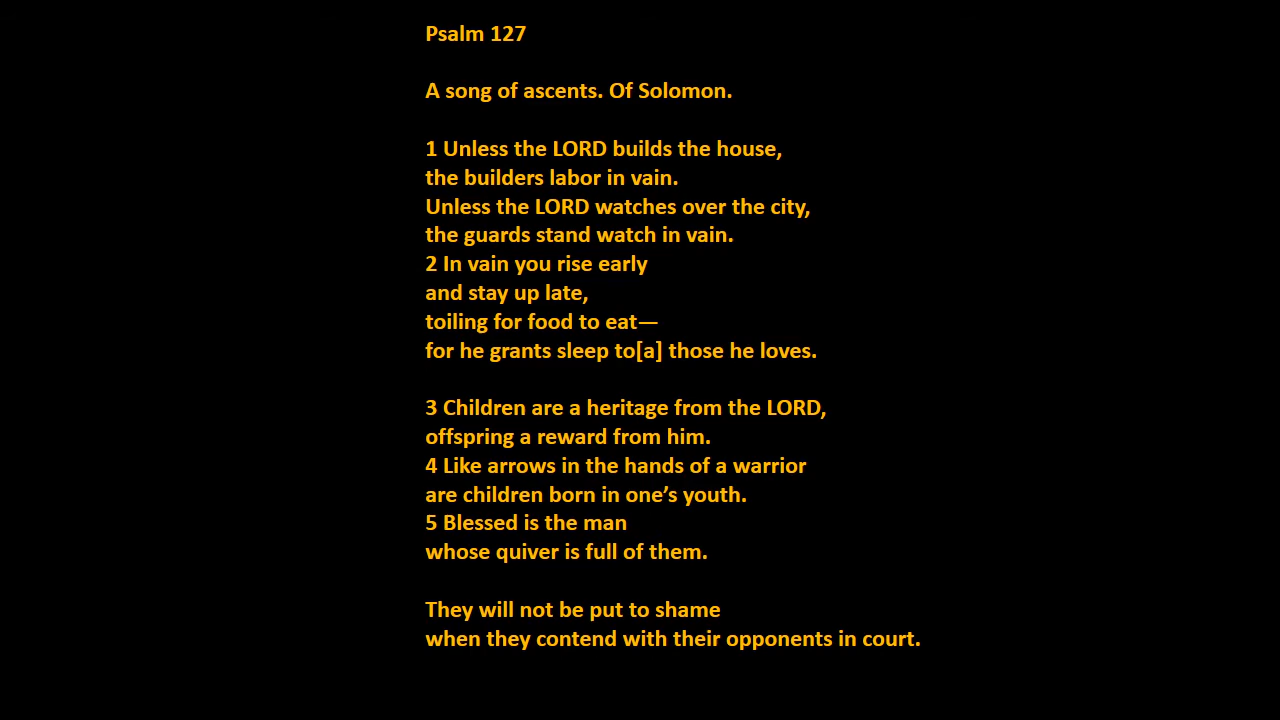 Psalm 127
A song of ascents. Of Solomon.
1 Unless the LORD builds the house,
the builders labor in vain.
Unless the LORD watches over the city,
the guards stand watch in vain.
2 In vain you rise early
and stay up late,
toiling for food to eat—
for he grants sleep to[a] those he loves.
3 Children are a heritage from the LORD,
offspring a reward from him.
4 Like arrows in the hands of a warrior
are children born in one’s youth.
5 Blessed is the man
whose quiver is full of them.
They will not be put to shame
when they contend with their opponents in court.